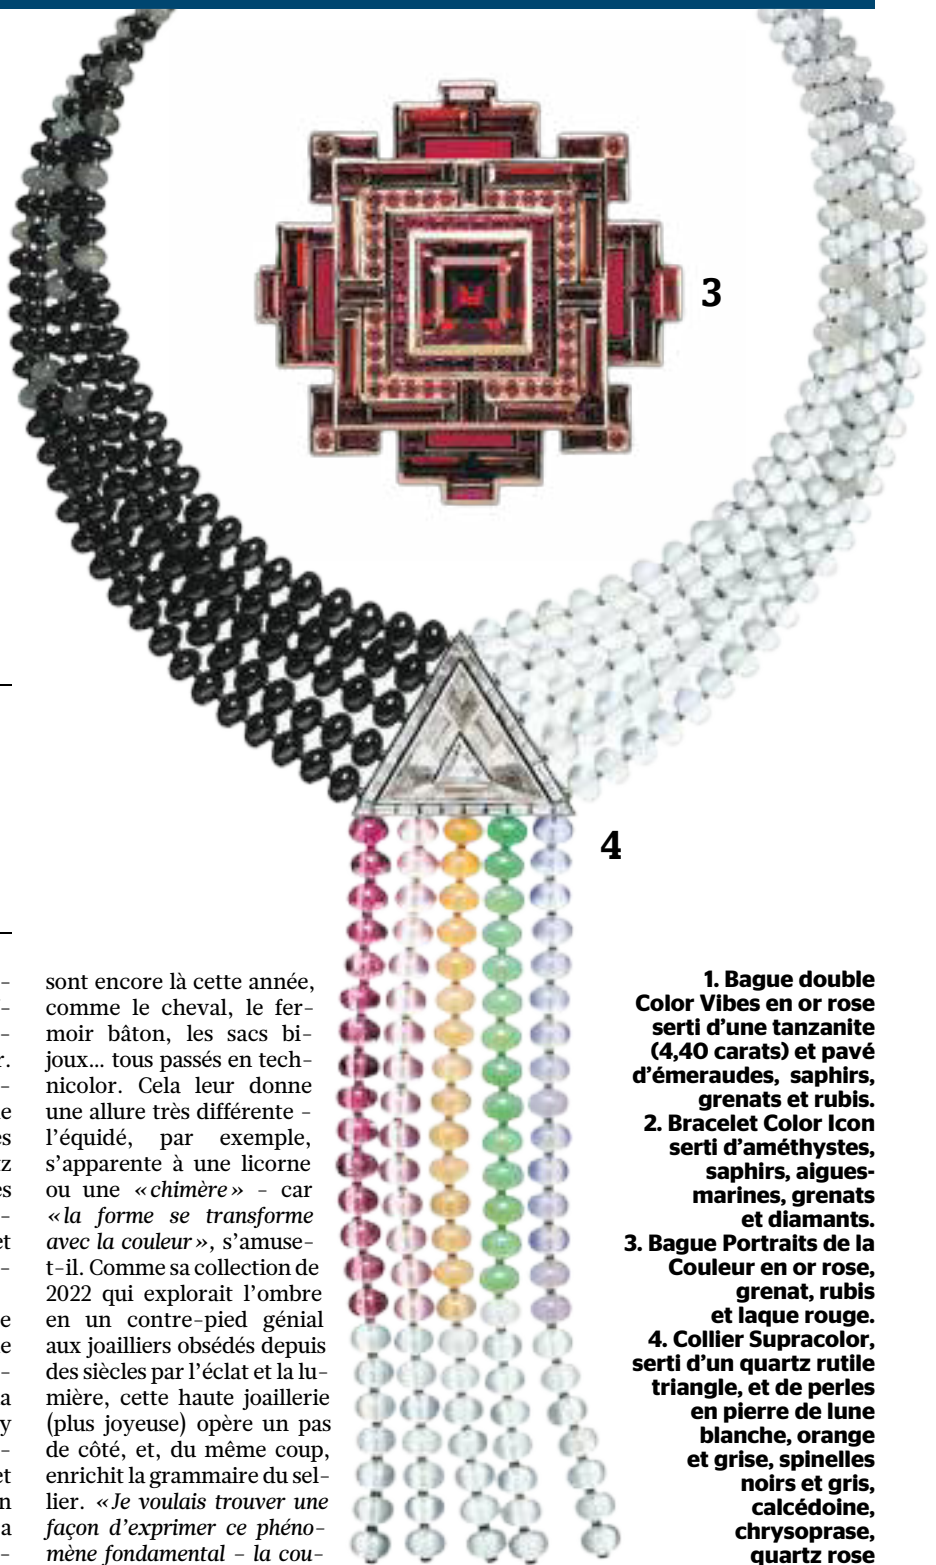 3
4
sont encore là cette année,
comme le cheval, le fer-
moir bâton, les sacs bi-
joux... tous passés en tech-
nicolor. Cela leur donne
une allure très différente -
l'équidé, par exemple,
s'apparente à une licorne
ou une «chimère» - car
«la forme se transforme
avec la couleur», s'amuse-
t-il. Comme sa collection de
2022 qui explorait l'ombre
en un contre-pied génial
aux joailliers obsédés depuis
des siècles par l'éclat et la lu-
mière, cette haute joaillerie
(plus joyeuse) opère un pas
de côté, et, du même coup,
enrichit la grammaire du sel-
lier. «Je voulais trouver une
façon d'exprimer ce phéno-
mène fondamental - la cou-
1. Bague double
Color Vibes en or rose
serti d'une tanzanite
(4,40 carats) et pavé
d'émeraudes, saphirs,
grenats et rubis.
2. Bracelet Color Icon
serti d'améthystes,
saphirs, aigues-
marines, grenats
et diamants.
3. Bague Portraits de la
Couleur en or rose,
grenat, rubis
et laque rouge.
4. Collier Supracolor,
serti d'un quartz rutile
triangle, et de perles
en pierre de lune
blanche, orange
et grise, spinelles
noirs et gris,
calcédoine,
chrysoprase,
quartz rose